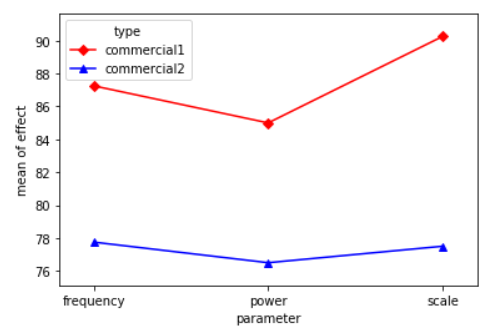 type
commercial1
commercial2
90
88
86
84
82
80
78
76
mean of effect
frequency power scale
parameter